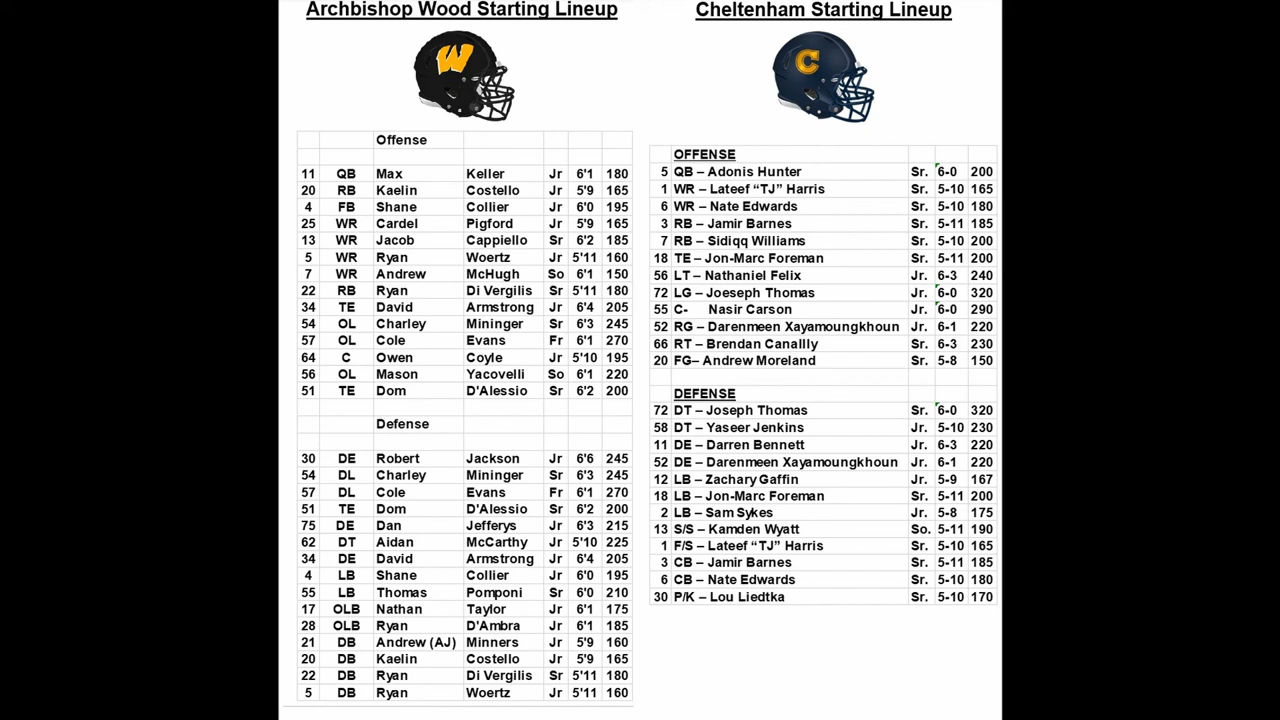 Archbishop Wood Starting Lineup
W
Offense
11 QB Max Keller Jr 6'1 180
20 RB Kaelin Costello Jr 5'9 165
4 FB Shane Collier Jr 6'0 195
25 WR Cardel Pigford Jr 5'9 165
13 WR Jacob Cappiello Sr 6'2 185
5 WR Ryan Woertz Jr 5'11 160
7 WR Andrew McHugh So 6'1 150
22 RB Ryan Di Vergilis Sr 5'11 180
34 TE David Armstrong Jr 6'4 205
54 OL Charley Mininger Sr 6'3 245
57 OL Cole Evans Fr 6'1 270
64 C Owen Coyle Jr 5'10 195
56 OL Mason Yacovelli So 6'1 220
51 TE Dom D'Alessio Sr 6'2 200
Defense
30 DE Robert Jackson Jr 6'6 245
54 DL Charley Mininger Sr 6'3 245
57 DL Cole Evans Fr 6'1 270
51 TE Dom D'Alessio Sr 6'2 200
75 DE Dan Jefferys Jr 6'3 215
62 DT Aidan McCarthy Jr 5'10 225
34 DE David Armstrong Jr 6'4 205
4 LB Shane Collier Jr 6'0 195
55 LB Thomas Pomponi Sr 6'0 210
17 OLB Nathan Taylor Jr 6'1 175
28 OLB Ryan D'Ambra Jr 6'1 185
21 DB Andrew (AJ) Minners Jr 5'9 160
20 DB Kaelin Costello Jr 5'9 165
22 DB Ryan Di Vergilis Sr 5'11 180
5 DB Ryan Woertz Jr 5'11 160
Cheltenham Starting Lineup
C
OFFENSE
5 QB – Adonis Hunter Sr. 6-0 200
1 WR – Lateef “TJ” Harris Sr. 5-10 165
6 WR – Nate Edwards Sr. 5-10 180
3 RB – Jamir Barnes Sr. 5-11 185
7 RB – Sidiqq Williams Sr. 5-10 200
18 TE – Jon-Marc Foreman Sr. 5-11 200
56 LT – Nathaniel Felix Jr. 6-3 240
72 LG – Joeseph Thomas Jr. 6-0 320
55 C- Nasir Carson Jr. 6-0 290
52 RG – Darenmeen Xayamoungkhoun Jr. 6-1 220
66 RT – Brendan Canallly Sr. 6-3 230
20 FG– Andrew Moreland Sr. 5-8 150
DEFENSE
72 DT – Joseph Thomas Sr. 6-0 320
58 DT – Yaseer Jenkins Jr. 5-10 230
11 DE – Darren Bennett Jr. 6-3 220
52 DE – Darenmeen Xayamoungkhoun Jr. 6-1 220
12 LB – Zachary Gaffin Jr. 5-9 167
18 LB – Jon-Marc Foreman Sr. 5-11 200
2 LB – Sam Sykes Jr. 5-8 175
13 S/S – Kamden Wyatt So. 5-11 190
1 F/S – Lateef “TJ” Harris Sr. 5-10 165
3 CB – Jamir Barnes Sr. 5-11 185
6 CB – Nate Edwards Sr. 5-10 180
30 P/K – Lou Liedtka Sr. 5-10 170